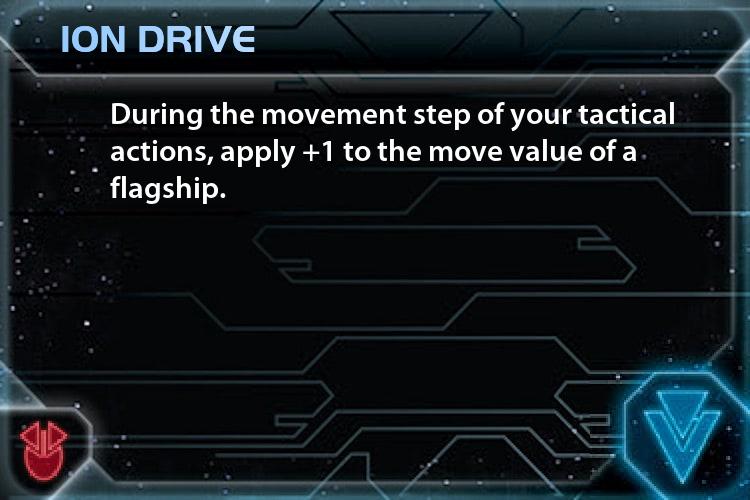 ION DRIVE
During the movement step of your tactical
actions, apply +1 to the move value of a
flagship.